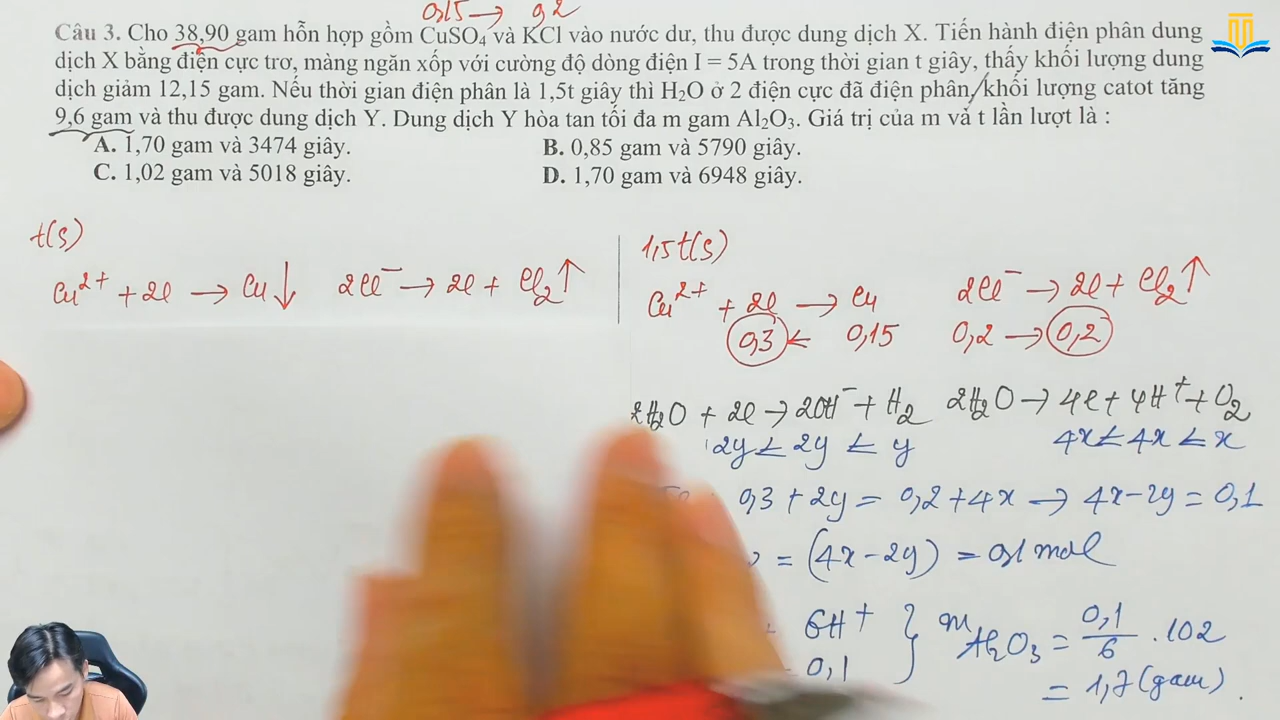 0,15 → 0,2
Câu 3. Cho 38,90 gam hỗn hợp gồm CuSO₄ và KCl vào nước dư, thu được dung dịch X. Tiến hành điện phân dung
dịch X bằng điện cực trơ, màng ngăn xốp với cường độ dòng điện I = 5A trong thời gian t giây, thấy khối lượng dung
dịch giảm 12,15 gam. Nếu thời gian điện phân là 1,5t giây thì H₂O ở 2 điện cực đã điện phân, khối lượng catot tăng
9,6 gam và thu được dung dịch Y. Dung dịch Y hòa tan tối đa m gam Al₂O₃. Giá trị của m và t lần lượt là :
A. 1,70 gam và 3474 giây. B. 0,85 gam và 5790 giây.
C. 1,02 gam và 5018 giây. D. 1,70 gam và 6948 giây.
t(s)
Cu²⁺ + 2e → Cu↓ 2Cl⁻ → 2e + Cl₂↑
1,5t(s)
Cu²⁺ + 2e → Cu 2Cl⁻ → 2e + Cl₂↑
0,3 ← 0,15 0,2 → 0,2
2H₂O + 2e → 2OH⁻ + H₂ 2H₂O → 4e + 4H⁺ + O₂
2y ← 2y ← y 4x ← 4x ← x
0,3 + 2y = 0,2 + 4x → 4x - 2y = 0,1
= (4x - 2y) = 0,1 mol
6H⁺ } mAl₂O₃ = 0,1/6 . 102
0,1 = 1,7 (gam).